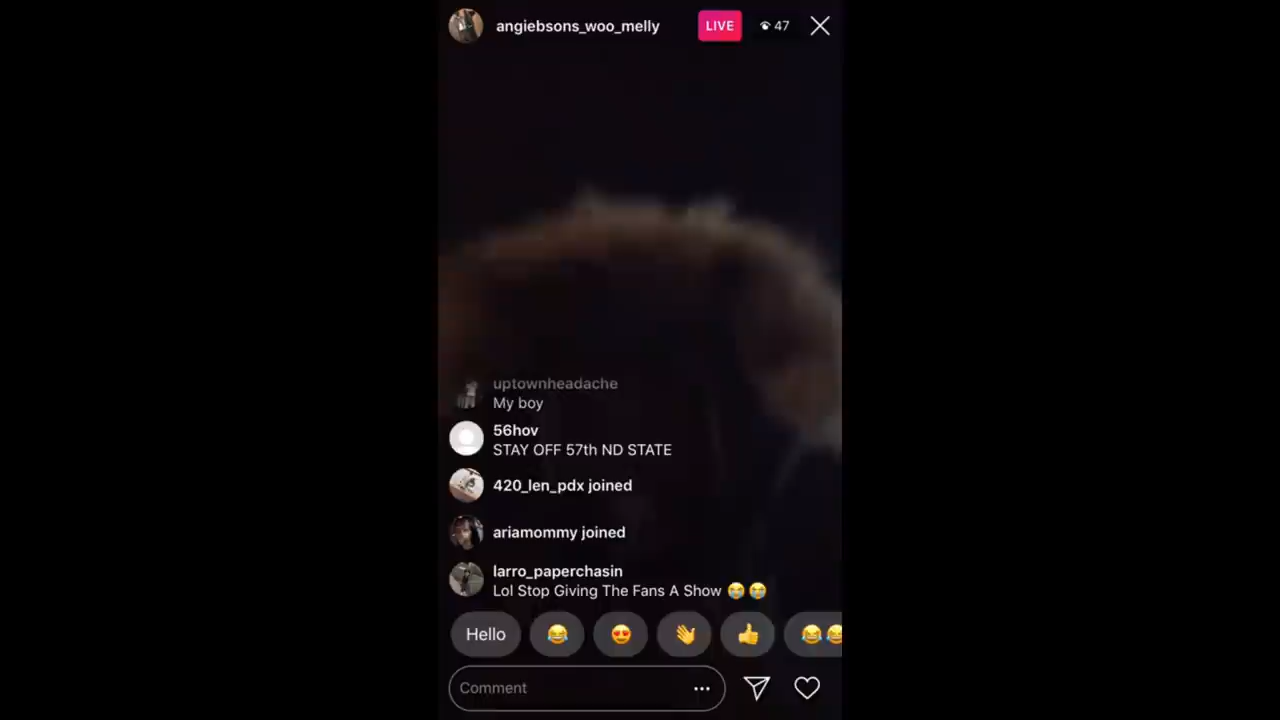 angiebsons_woo_melly LIVE 47
uptownheadache
My boy
56hov
STAY OFF 57th ND STATE
420_len_pdx joined
ariamommy joined
larro_paperchasin
Lol Stop Giving The Fans A Show 😭😭
Hello 😂 😍 👋 👍 😂😂
Comment